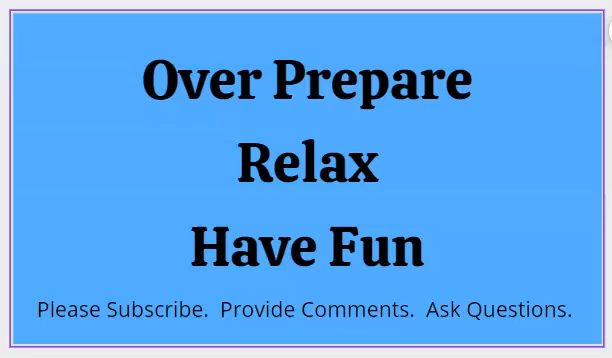 Over Prepare
Relax
Have Fun
Please Subscribe.  Provide Comments.  Ask Questions.